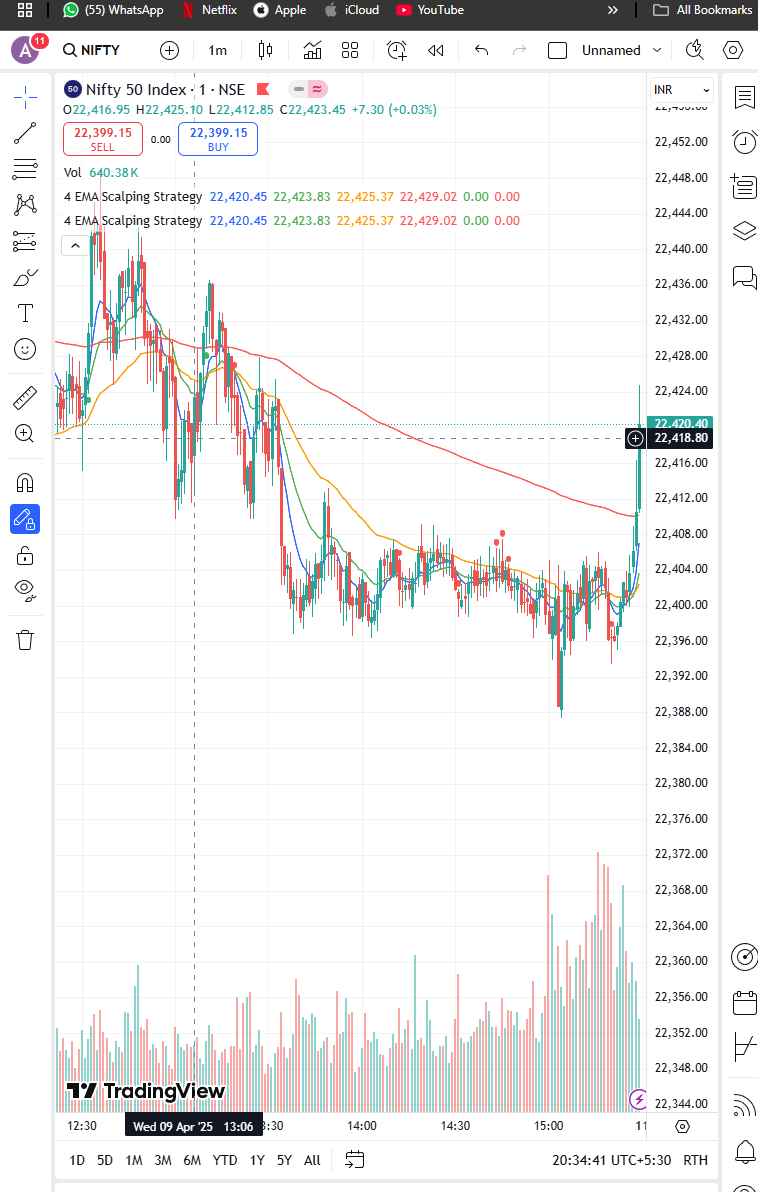 (55) WhatsApp Netflix Apple iCloud YouTube » All Bookmarks
A 11 NIFTY 1m Unnamed
50 Nifty 50 Index · 1 · NSE INR
O22,416.95 H22,425.10 L22,412.85 C22,423.45 +7.30 (+0.03%)
22,399.15 0.00 22,399.15
SELL BUY
Vol 640.38K
4 EMA Scalping Strategy 22,420.45 22,423.83 22,425.37 22,429.02 0.00 0.00
4 EMA Scalping Strategy 22,420.45 22,423.83 22,425.37 22,429.02 0.00 0.00
22,452.00
22,448.00
22,444.00
22,440.00
22,436.00
22,432.00
22,428.00
22,424.00
22,420.40
22,418.80
22,416.00
22,412.00
22,408.00
22,404.00
22,400.00
22,396.00
22,392.00
22,388.00
22,384.00
22,380.00
22,376.00
22,372.00
22,368.00
22,364.00
22,360.00
22,356.00
22,352.00
22,348.00
22,344.00
TradingView
12:30 Wed 09 Apr '25 13:06 3:30 14:00 14:30 15:00 11
1D 5D 1M 3M 6M YTD 1Y 5Y All 20:34:41 UTC+5:30 RTH